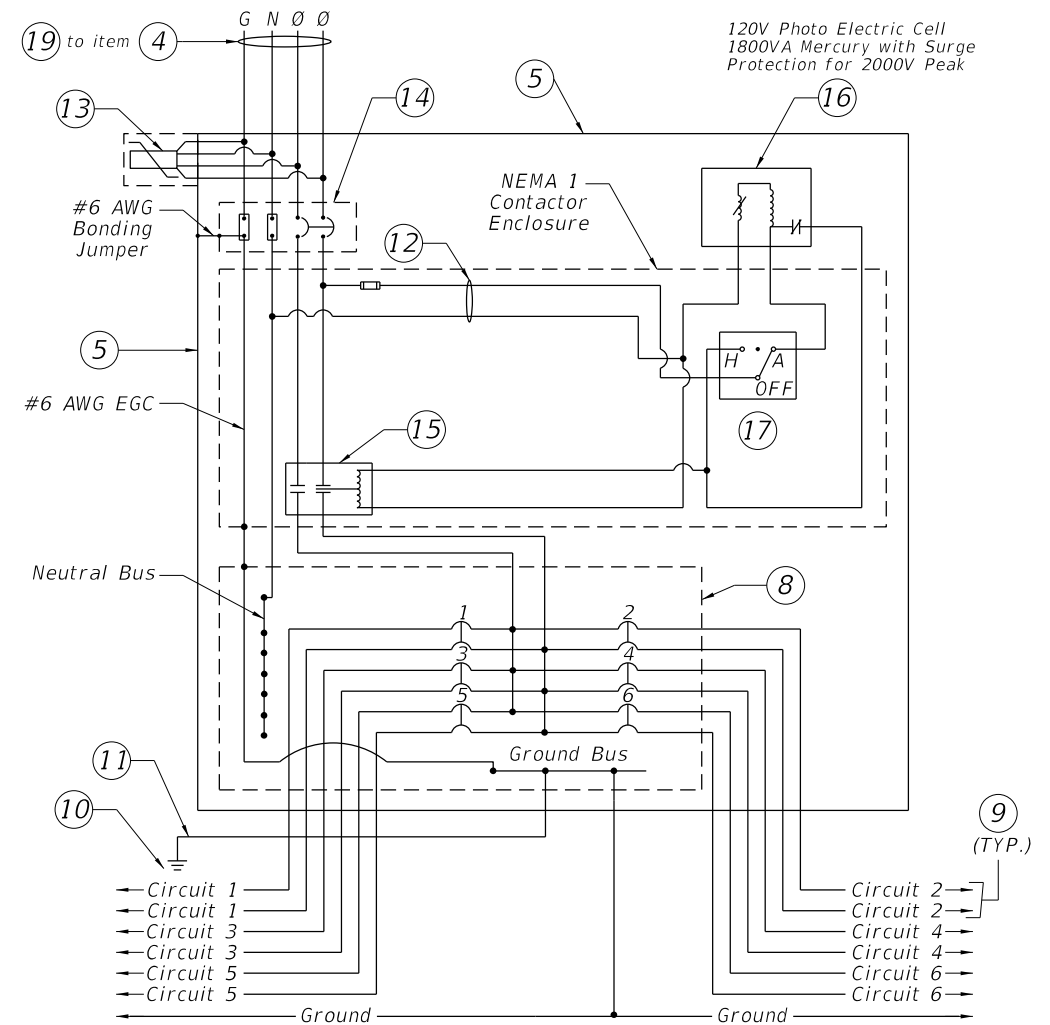 G N Ø Ø
19 to item 4
120V Photo Electric Cell
1800VA Mercury with Surge
Protection for 2000V Peak
5
16
14
13
NEMA 1
Contactor
Enclosure
#6 AWG
Bonding
Jumper
12
5
H A
OFF
#6 AWG EGC
15
17
Neutral Bus
8
1 2
3 4
5 6
Ground Bus
11
10
9
(TYP.)
Circuit 1 Circuit 2
Circuit 1 Circuit 2
Circuit 3 Circuit 4
Circuit 3 Circuit 4
Circuit 5 Circuit 6
Circuit 5 Circuit 6
Ground Ground